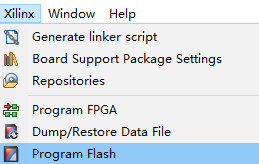 Xilinx Window Help
Generate linker script
Board Support Package Settings
Repositories
Program FPGA
Dump/Restore Data File
Program Flash